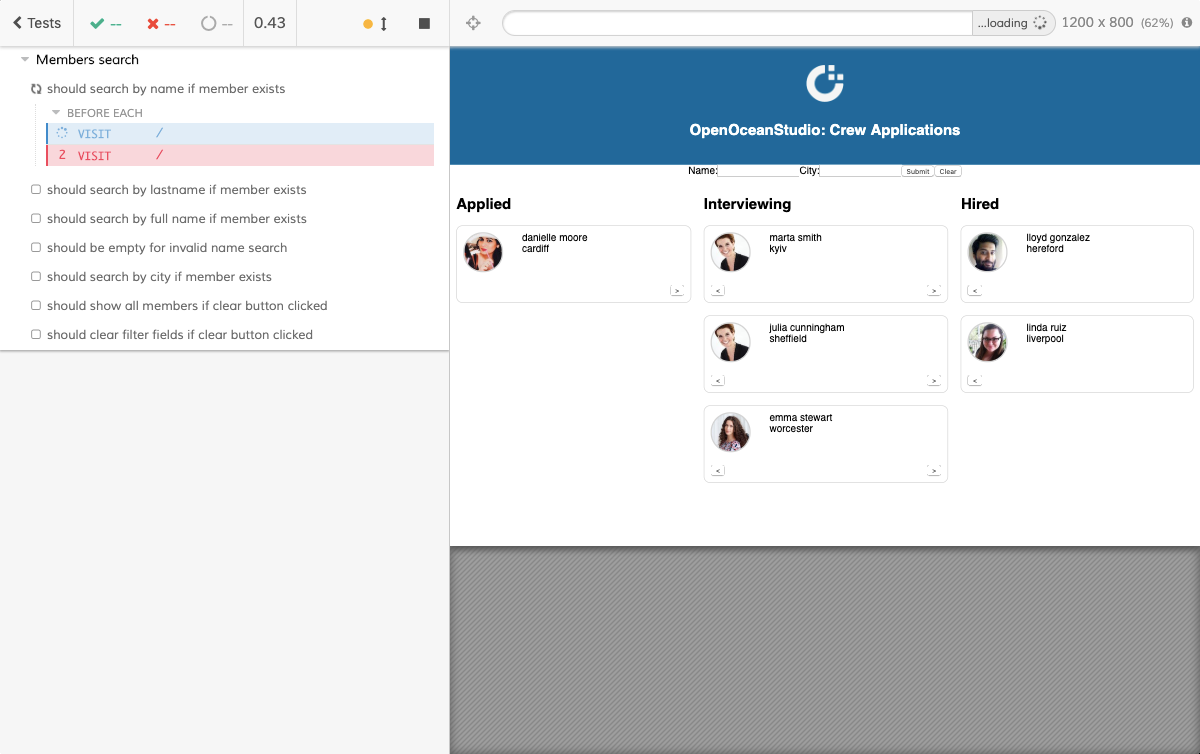 Tests
--
--
--
0.43
...loading
1200 x 800 (62%)
Members search
should search by name if member exists
BEFORE EACH
VISIT /
2 VISIT /
should search by lastname if member exists
should search by full name if member exists
should be empty for invalid name search
should search by city if member exists
should show all members if clear button clicked
should clear filter fields if clear button clicked
OpenOceanStudio: Crew Applications
Name: City: Submit Clear
Applied
danielle moore
cardiff
>
Interviewing
marta smith
kyiv
< >
julia cunningham
sheffield
< >
emma stewart
worcester
< >
Hired
lloyd gonzalez
hereford
<
linda ruiz
liverpool
<